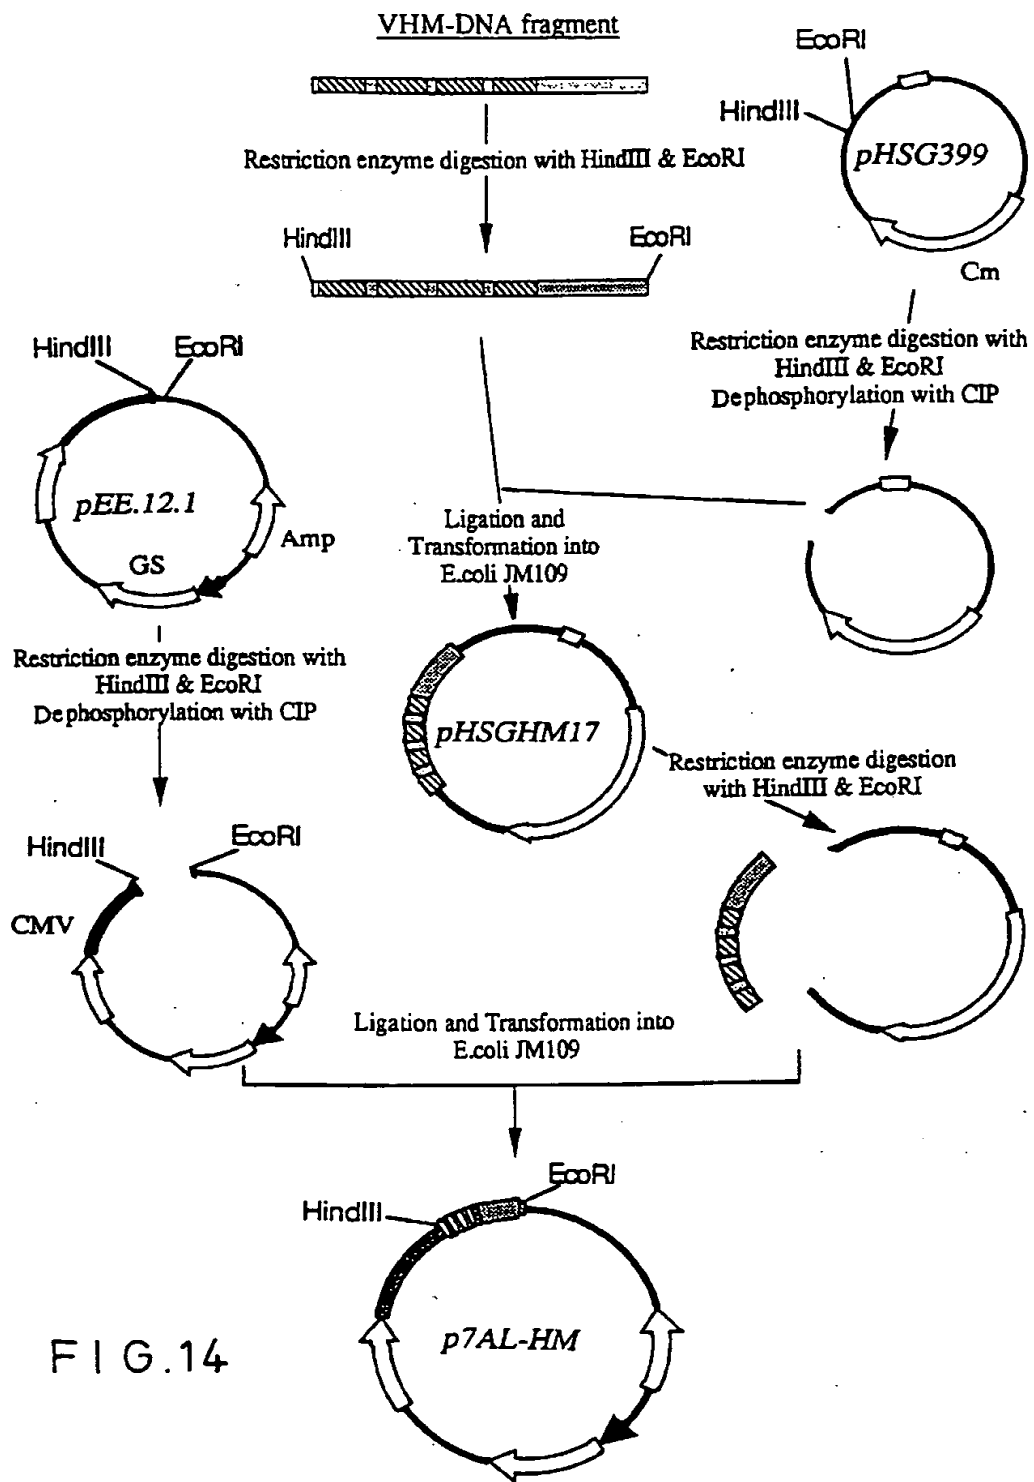 VHM-DNA fragment
EcoRI
HindIII
pHSG399
Cm
Restriction enzyme digestion with HindIII & EcoRI
HindIII
EcoRI
Restriction enzyme digestion with
HindIII & EcoRI
Dephosphorylation with CIP
HindIII
EcoRI
pEE.12.1
Amp
GS
Ligation and
Transformation into
E.coli JM109
Restriction enzyme digestion with
HindIII & EcoRI
Dephosphorylation with CIP
pHSGHM17
Restriction enzyme digestion
with HindIII & EcoRI
HindIII
EcoRI
CMV
Ligation and Transformation into
E.coli JM109
HindIII
EcoRI
p7AL-HM
FIG.14